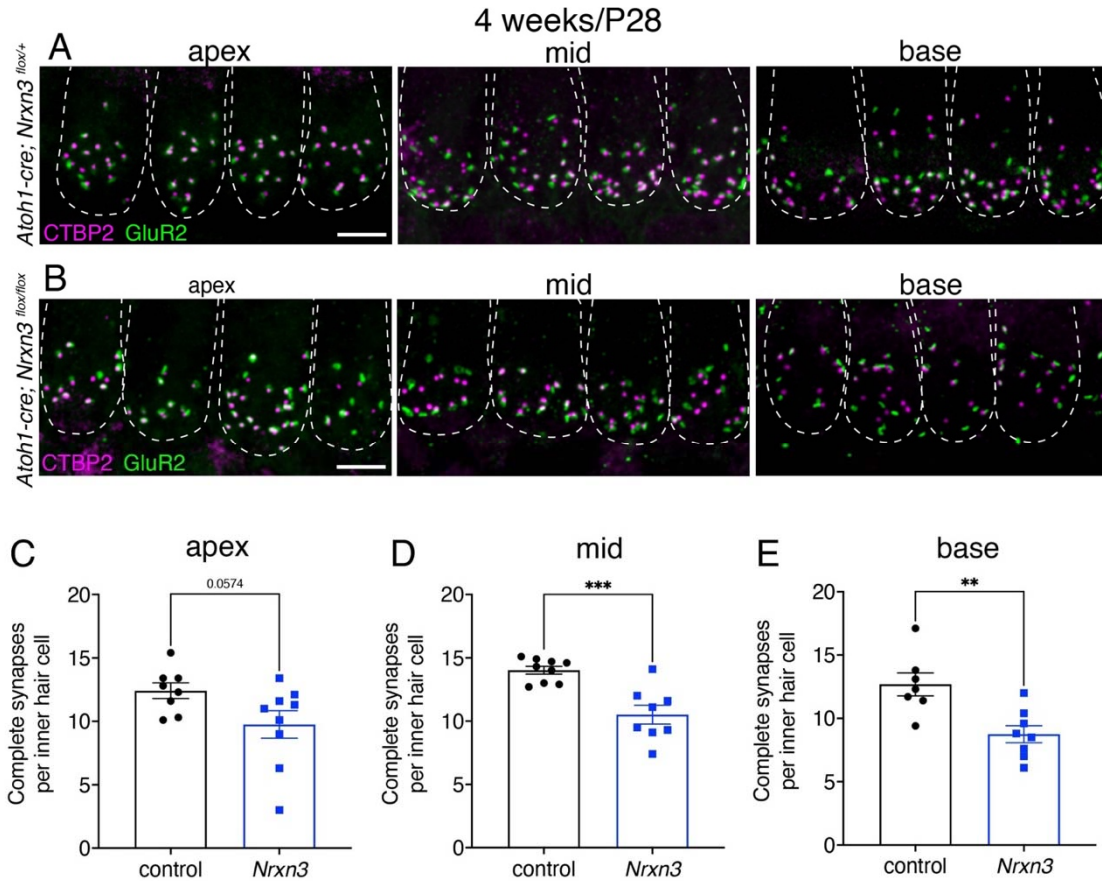 4 weeks/P28
A
apex
mid
base
Atoh1-cre; Nrxn3 flox/+
CTBP2 GluR2
B
apex
mid
base
Atoh1-cre; Nrxn3 flox/flox
CTBP2 GluR2
C
apex
Complete synapses
per inner hair cell
20
15
10
5
0
0.0574
control
Nrxn3
D
mid
Complete synapses
per inner hair cell
20
15
10
5
0
***
control
Nrxn3
E
base
Complete synapses
per inner hair cell
20
15
10
5
0
**
control
Nrxn3